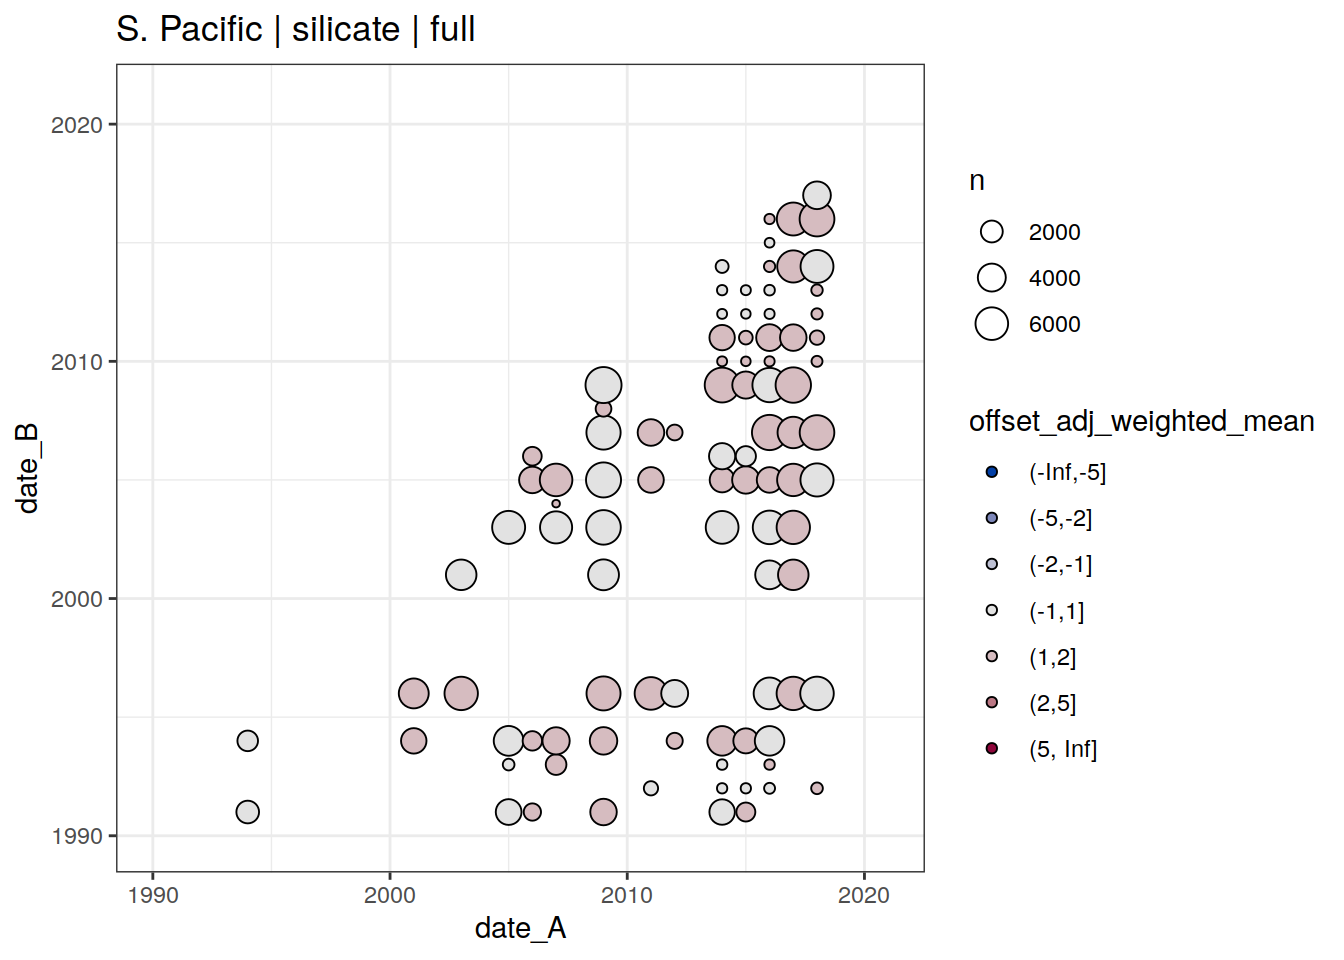 S. Pacific | silicate | full
2020
2010
2000
1990
date_B
1990 2000 2010 2020
date_A
n
2000
4000
6000
offset_adj_weighted_mean
(-Inf,-5]
(-5,-2]
(-2,-1]
(-1,1]
(1,2]
(2,5]
(5, Inf]